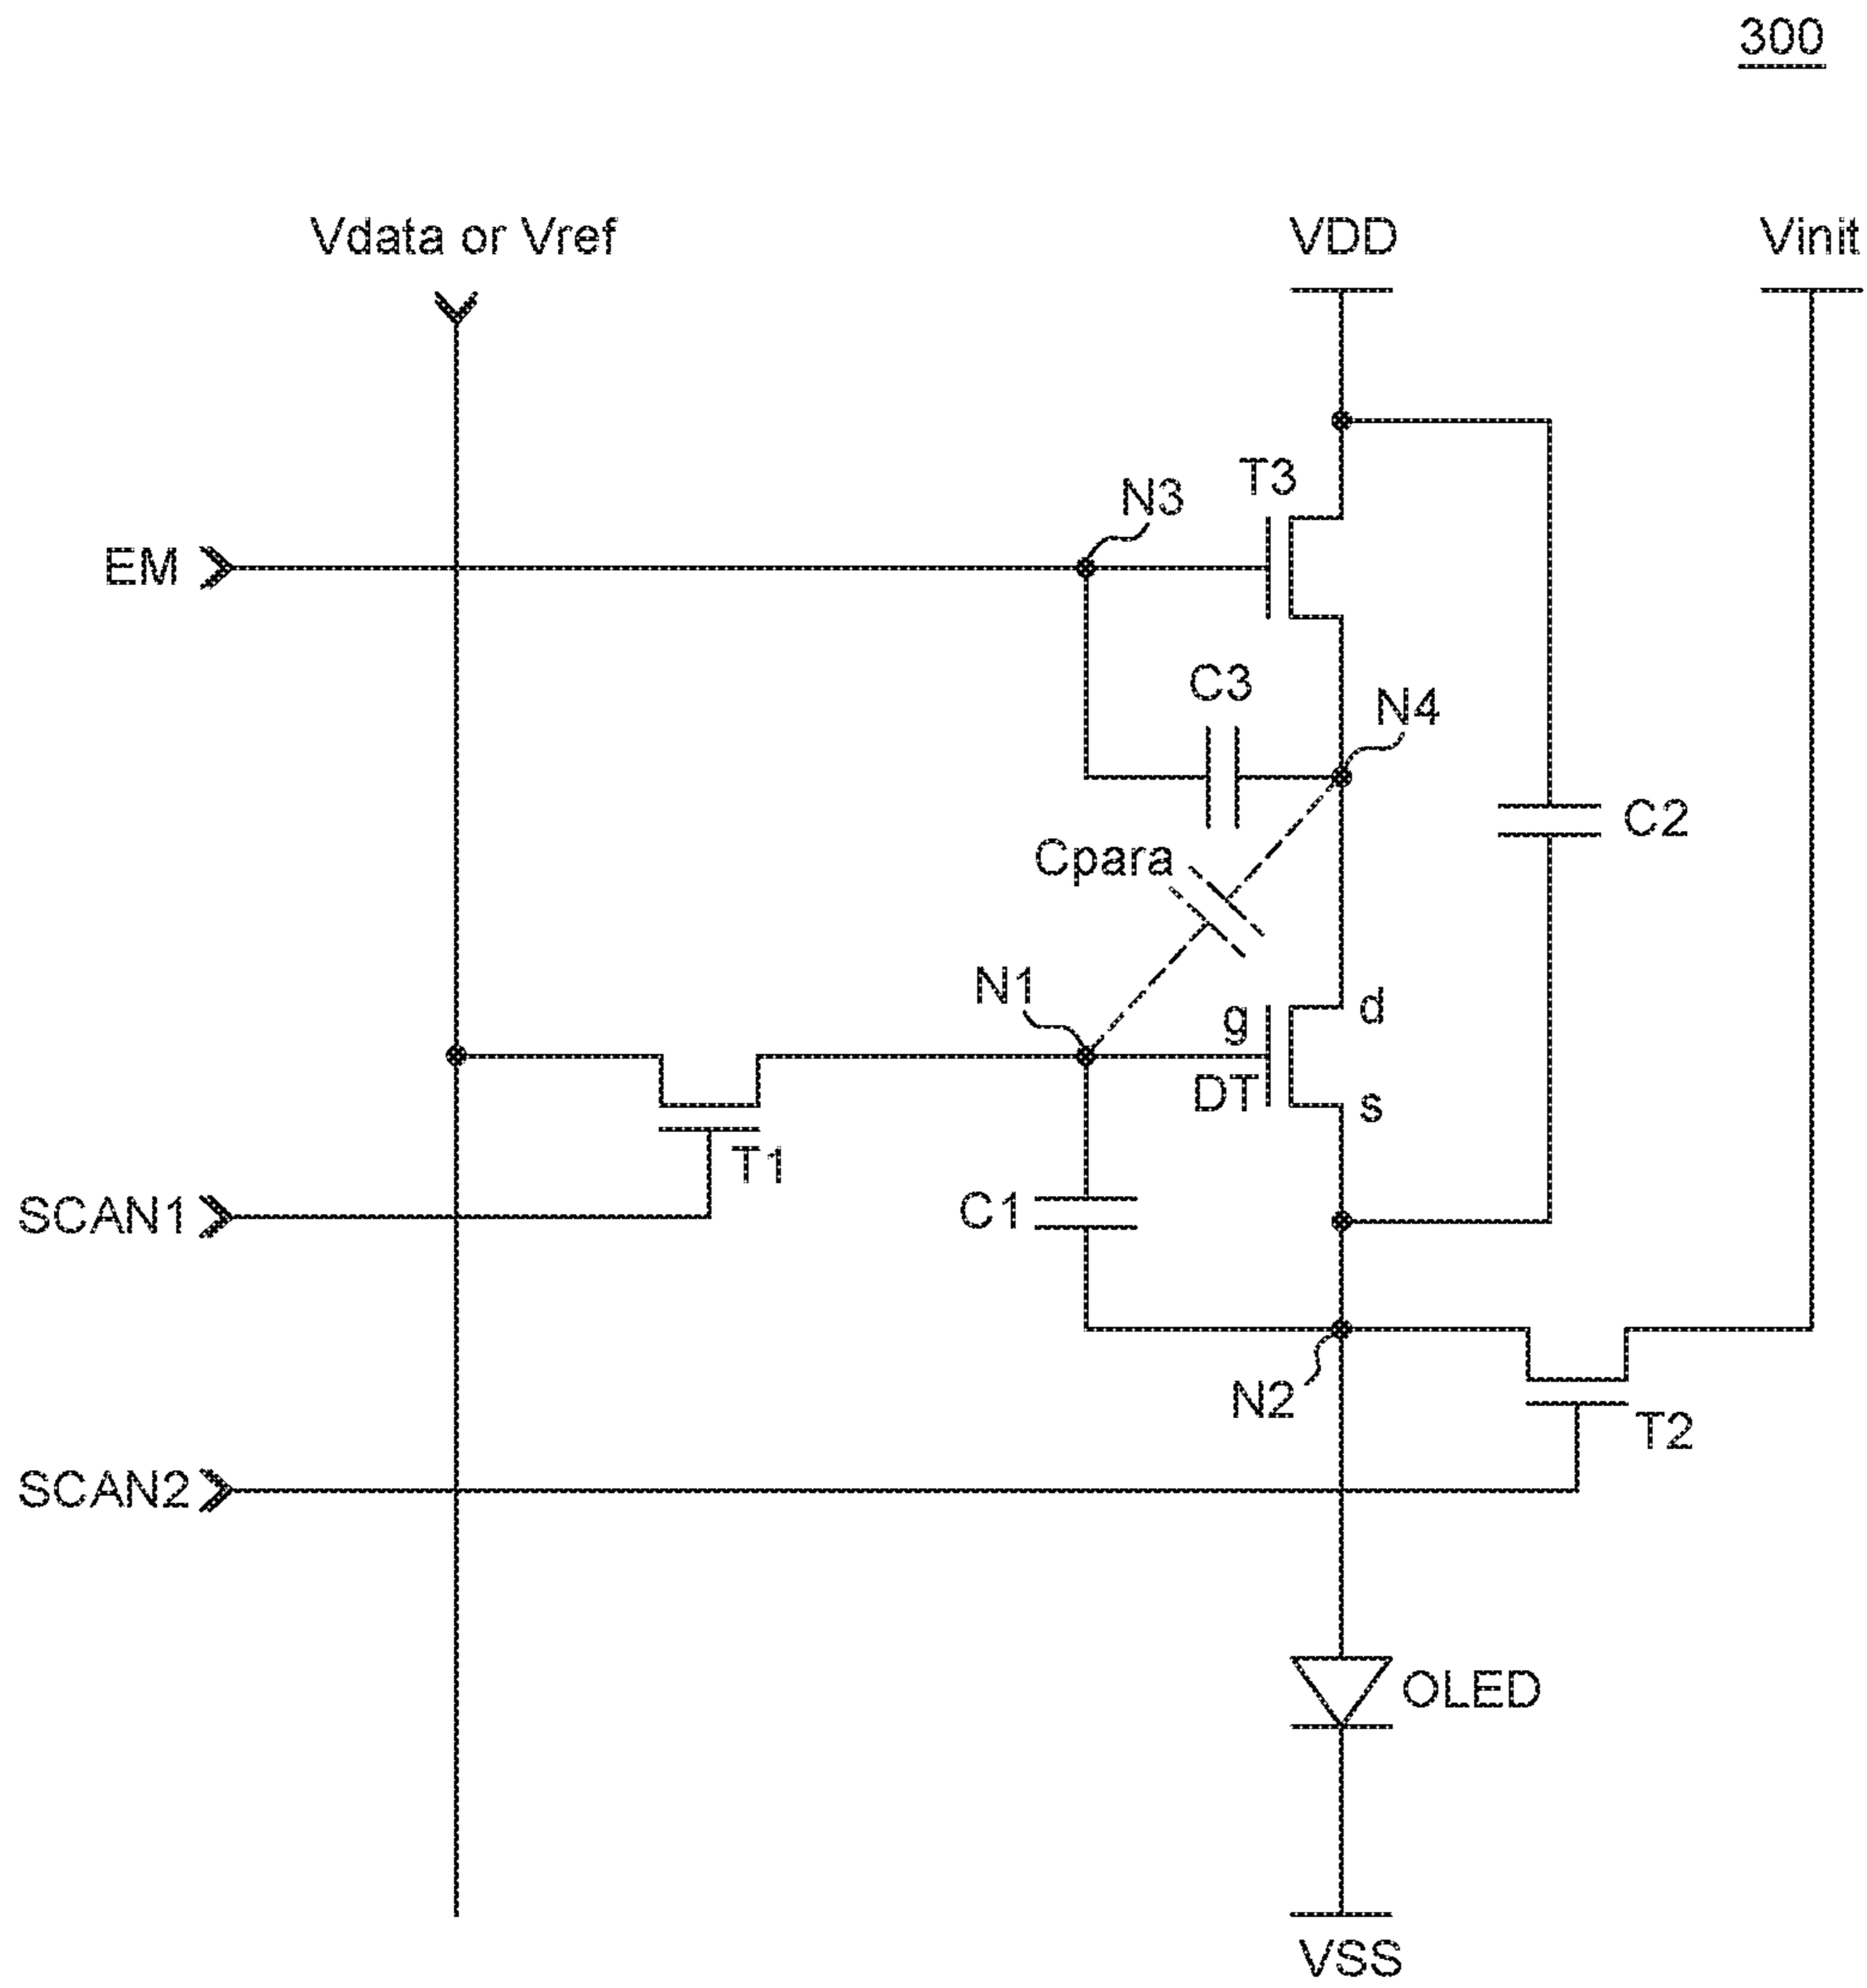 300
Vdata or Vref
VDD
Vinit
T3
N3
EM
C3
N4
C2
Cpara
N1
g
d
DT
s
T1
C1
SCAN1
N2
T2
SCAN2
OLED
VSS